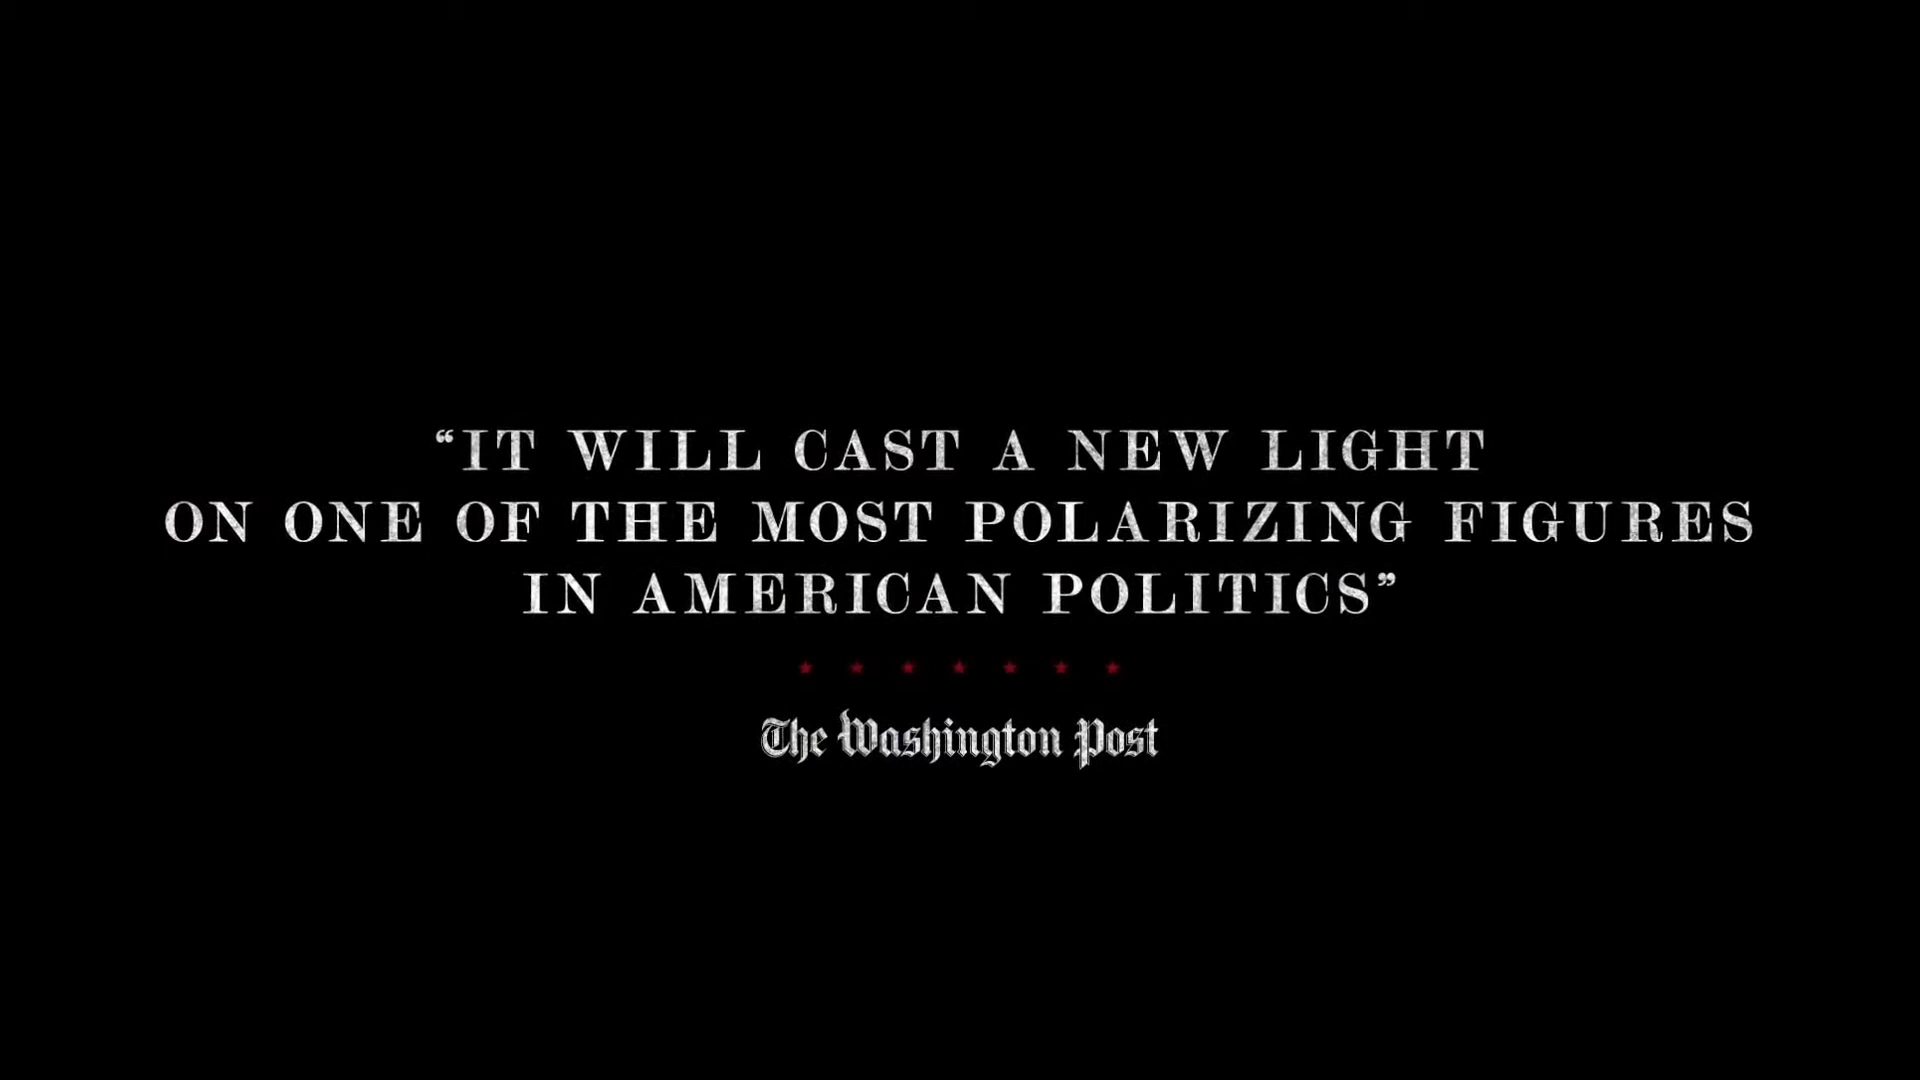 “IT WILL CAST A NEW LIGHT
ON ONE OF THE MOST POLARIZING FIGURES
IN AMERICAN POLITICS”
The Washington Post